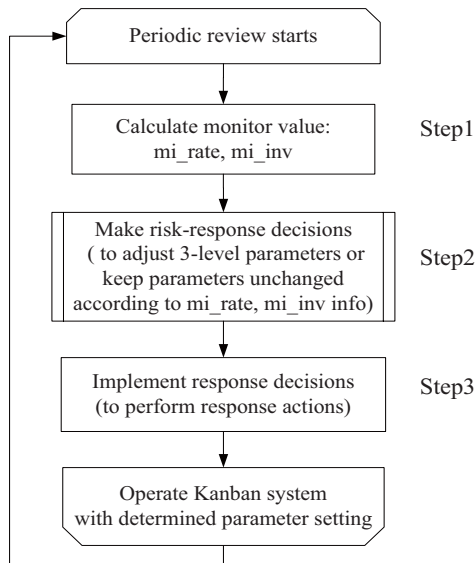 Periodic review starts
Calculate monitor value:
mi_rate, mi_inv
Step1
Make risk-response decisions
( to adjust 3-level parameters or
keep parameters unchanged
according to mi_rate, mi_inv info)
Step2
Implement response decisions
(to perform response actions)
Step3
Operate Kanban system
with determined parameter setting